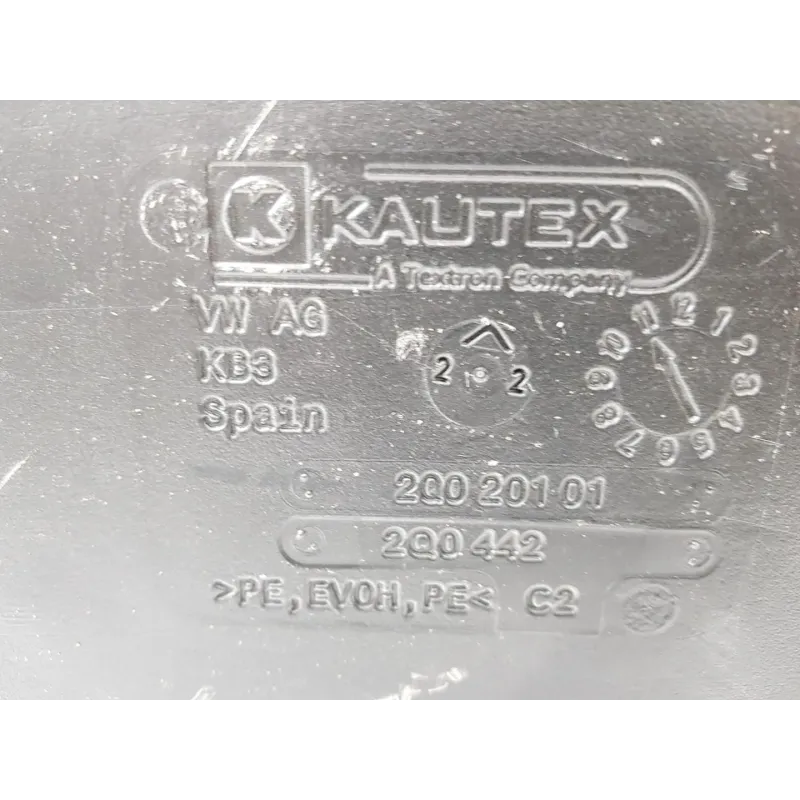 K KAUTEX
A Textron Company
VW AG
KB3
Spain
2 2
12 1 2 3 4 5 6 7 8 9 10 11
2Q0 201 01
2Q0 442
>PE,EVOH,PE< C2